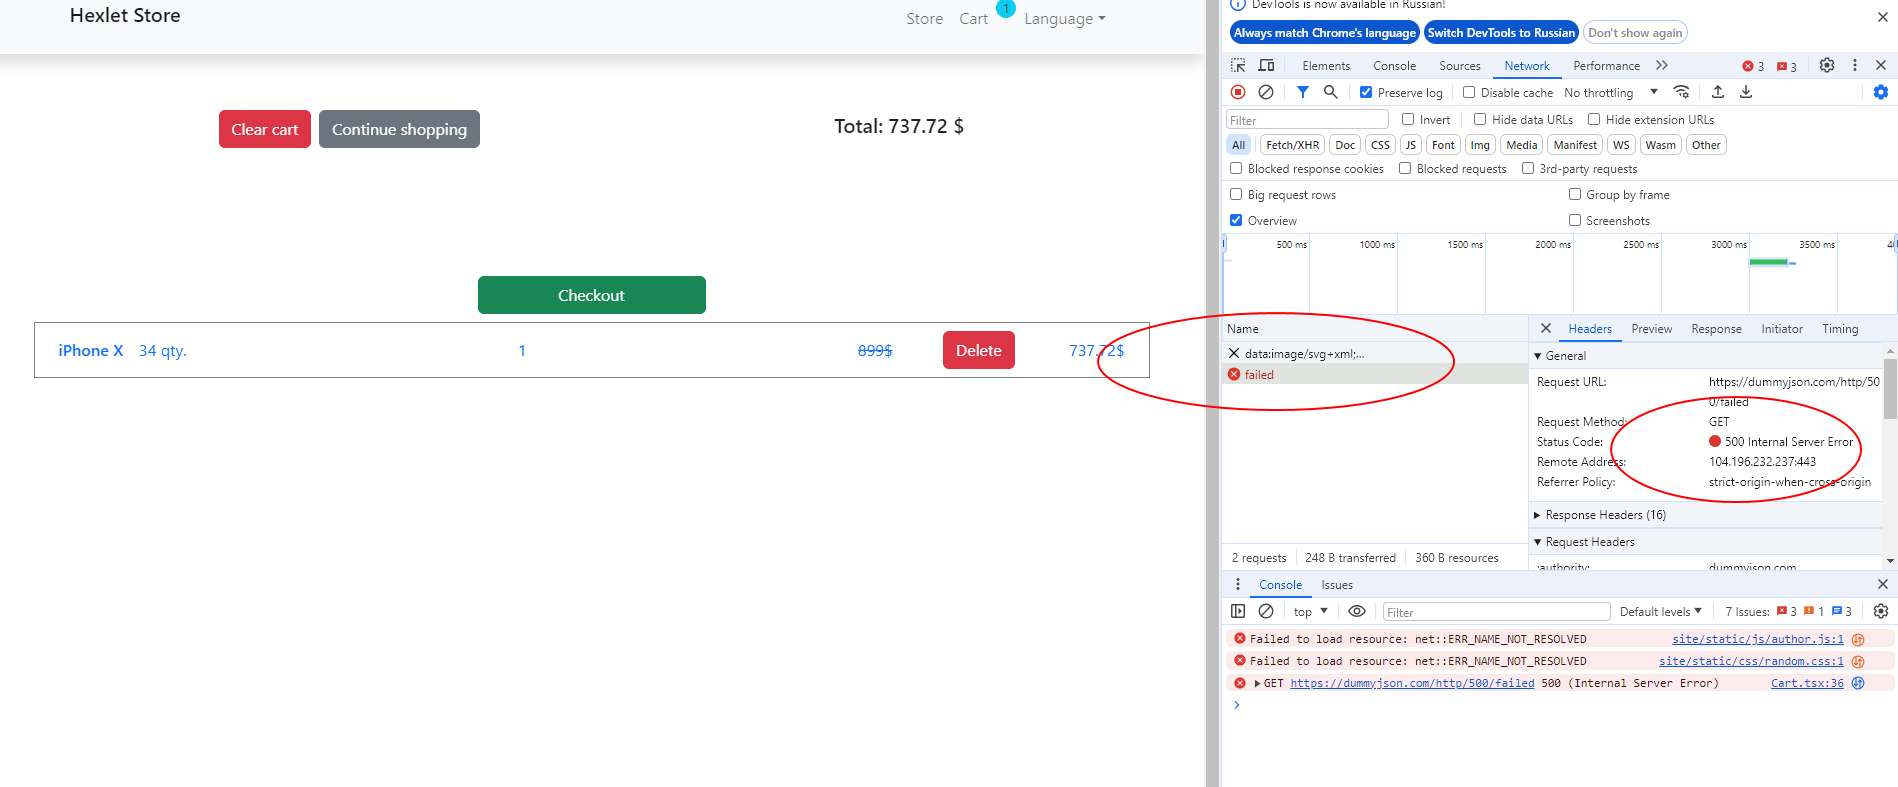 Hexlet Store
Store Cart 1 Language
Clear cart Continue shopping
Total: 737.72 $
Checkout
iPhone X 34 qty. 1 899$ Delete 737.72$
DevTools is now available in Russian!
Always match Chrome's language Switch DevTools to Russian Don't show again
Elements Console Sources Network Performance 3 3
Preserve log Disable cache No throttling
Filter Invert Hide data URLs Hide extension URLs
All Fetch/XHR Doc CSS JS Font Img Media Manifest WS Wasm Other
Blocked response cookies Blocked requests 3rd-party requests
Big request rows Group by frame
Overview Screenshots
500 ms 1000 ms 1500 ms 2000 ms 2500 ms 3000 ms 3500 ms
Name
data:image/svg+xml;...
failed
2 requests 248 B transferred 360 B resources
Headers Preview Response Initiator Timing
General
Request URL: https://dummyjson.com/http/50
0/failed
Request Method: GET
Status Code: 500 Internal Server Error
Remote Address: 104.196.232.237:443
Referrer Policy: strict-origin-when-cross-origin
Response Headers (16)
Request Headers
:authority: dummyjson.com
Console Issues
top Filter Default levels 7 Issues: 3 1 3
Failed to load resource: net::ERR_NAME_NOT_RESOLVED site/static/js/author.js:1
Failed to load resource: net::ERR_NAME_NOT_RESOLVED site/static/css/random.css:1
GET https://dummyjson.com/http/500/failed 500 (Internal Server Error) Cart.tsx:36